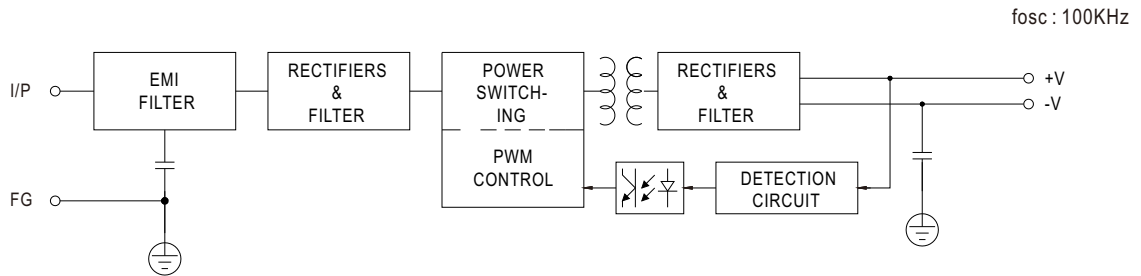 fosc : 100KHz
I/P
EMI
FILTER
RECTIFIERS
&
FILTER
POWER
SWITCH-
ING
PWM
CONTROL
RECTIFIERS
&
FILTER
+V
-V
DETECTION
CIRCUIT
FG